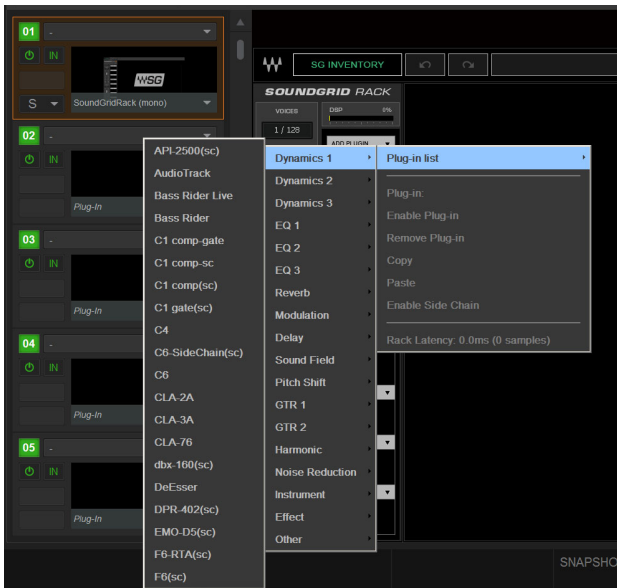 01 -
IN
WSG
S SoundGridRack (mono)
SG INVENTORY
SOUNDGRID RACK
VOICES DSP 0%
1 / 128
ADD PLUGIN
02 -
IN
Plug-In
03 -
IN
Plug-In
04 -
IN
Plug-In
05 -
IN
Plug-In
API-2500(sc)
AudioTrack
Bass Rider Live
Bass Rider
C1 comp-gate
C1 comp-sc
C1 comp(sc)
C1 gate(sc)
C4
C6-SideChain(sc)
C6
CLA-2A
CLA-3A
CLA-76
dbx-160(sc)
DeEsser
DPR-402(sc)
EMO-D5(sc)
F6-RTA(sc)
F6(sc)
Dynamics 1
Dynamics 2
Dynamics 3
EQ 1
EQ 2
EQ 3
Reverb
Modulation
Delay
Sound Field
Pitch Shift
GTR 1
GTR 2
Harmonic
Noise Reduction
Instrument
Effect
Other
Plug-in list
Plug-in:
Enable Plug-in
Remove Plug-in
Copy
Paste
Enable Side Chain
Rack Latency: 0.0ms (0 samples)
SNAPSHO